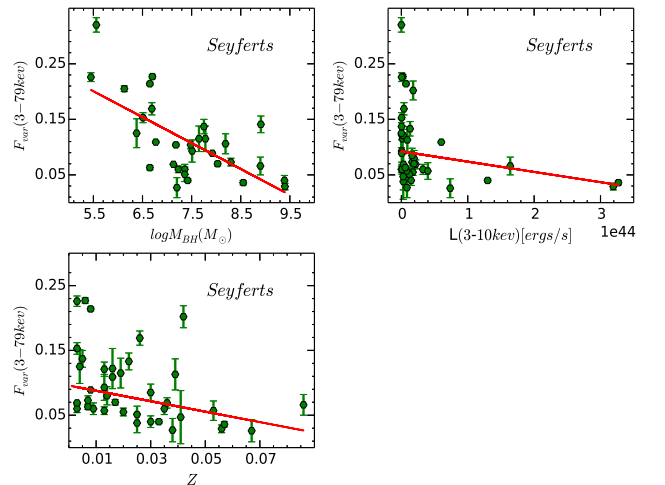 Seyferts
F_var(3−79kev)
0.25
0.15
0.05
5.5 6.5 7.5 8.5 9.5
logM_BH(M_⊙)
Seyferts
F_var(3−79kev)
0.25
0.15
0.05
0 1 2 3
1e44
L(3-10kev)[ergs/s]
Seyferts
F_var(3−79kev)
0.25
0.15
0.05
0.01 0.03 0.05 0.07
Z